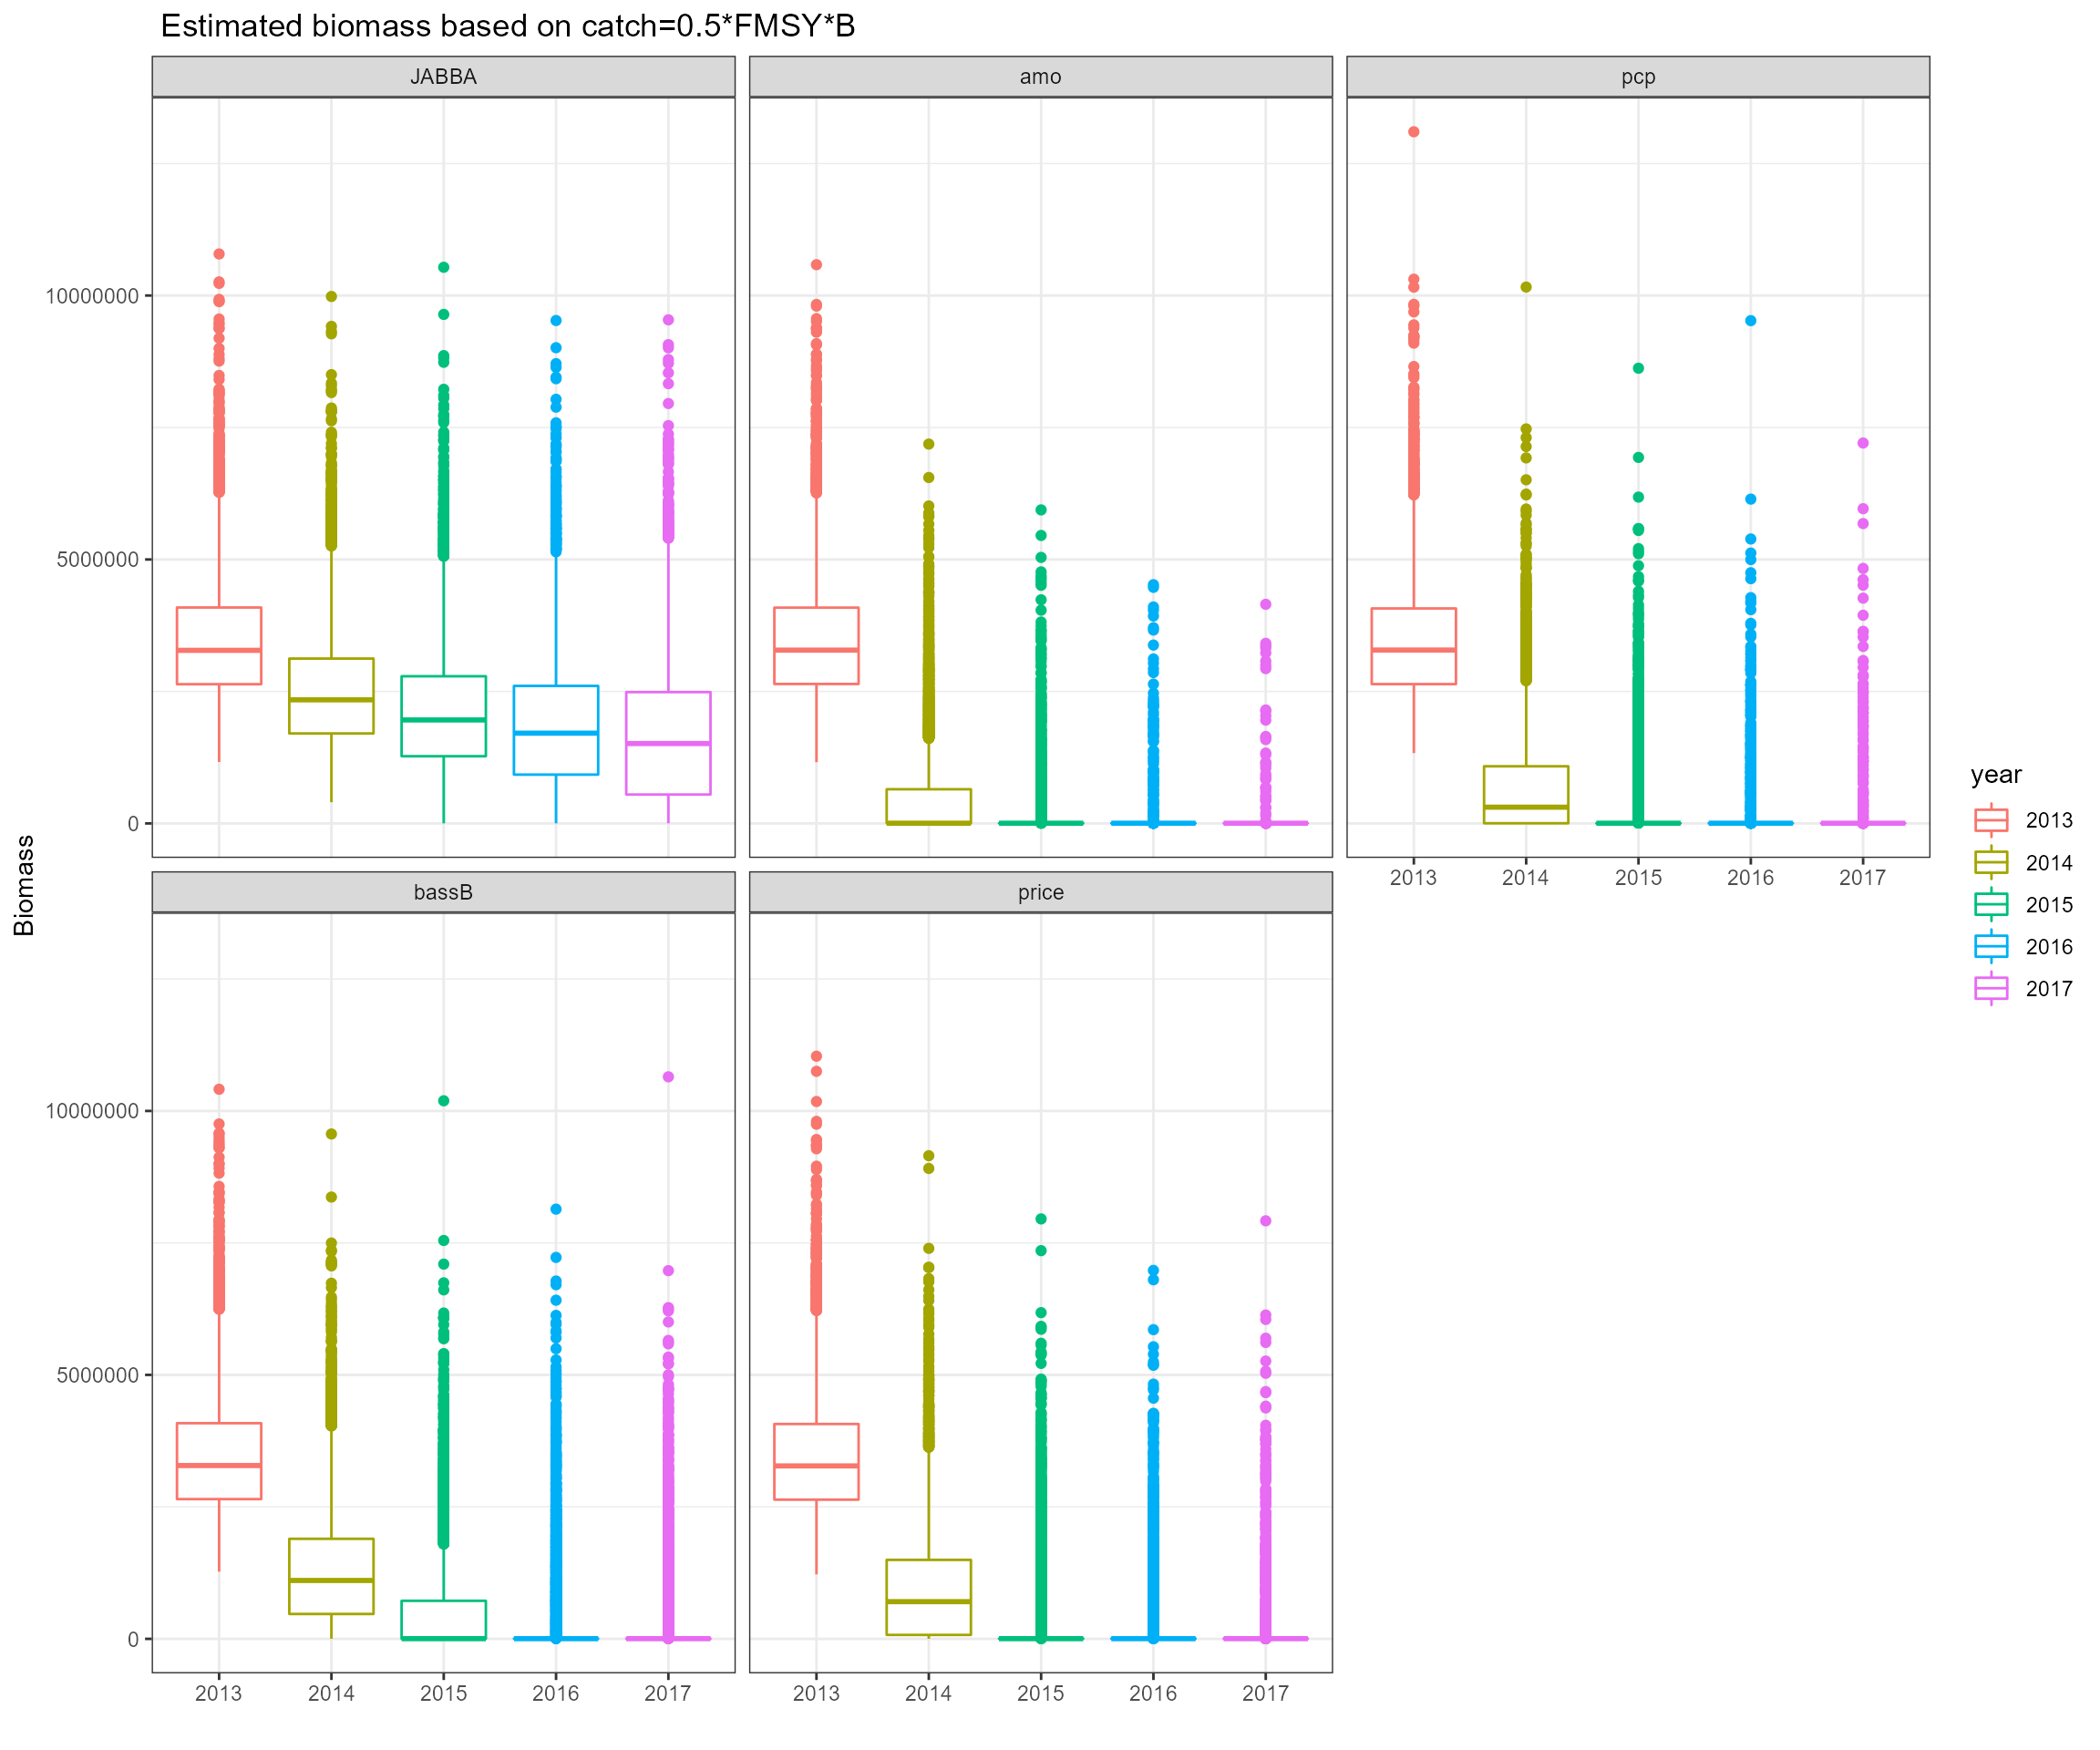 Estimated biomass based on catch=0.5*FMSY*B
JABBA
amo
pcp
10000000
5000000
0
2013 2014 2015 2016 2017
Biomass
year
2013
2014
2015
2016
2017
bassB
price
10000000
5000000
0
2013 2014 2015 2016 2017
2013 2014 2015 2016 2017